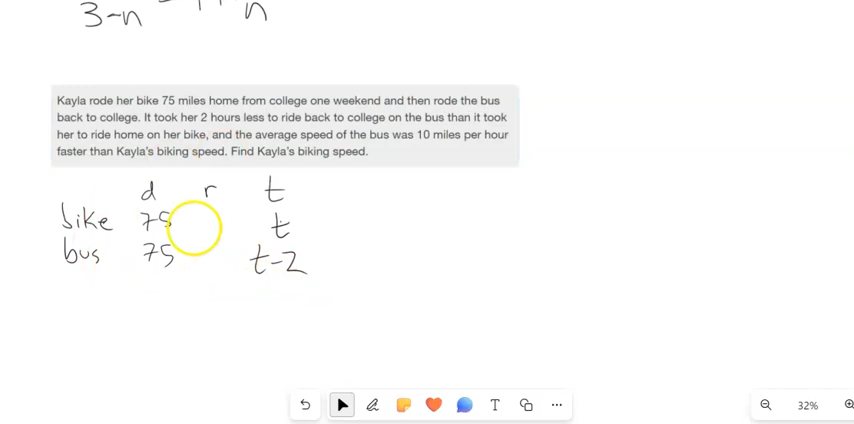 3-n
n
Kayla rode her bike 75 miles home from college one weekend and then rode the bus
back to college. It took her 2 hours less to ride back to college on the bus than it took
her to ride home on her bike, and the average speed of the bus was 10 miles per hour
faster than Kayla's biking speed. Find Kayla's biking speed.
d r t
bike 75 t
bus 75 t-2
T
32%